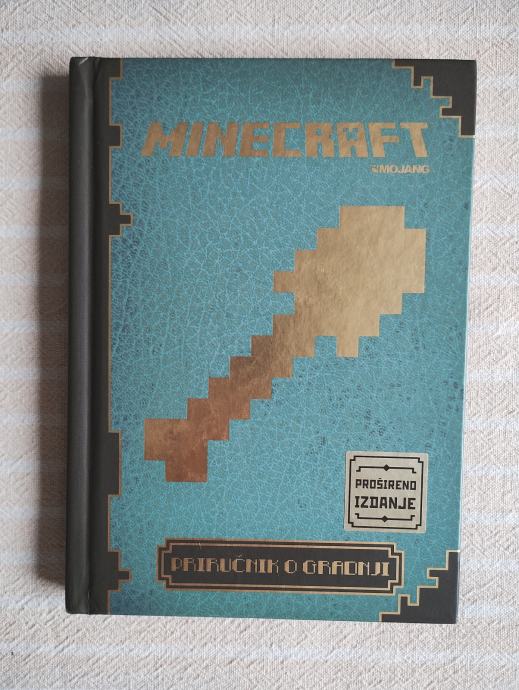 MINECRAFT
MOJANG
PROŠIRENO
IZDANJE
PRIRUČNIK O GRADNJI